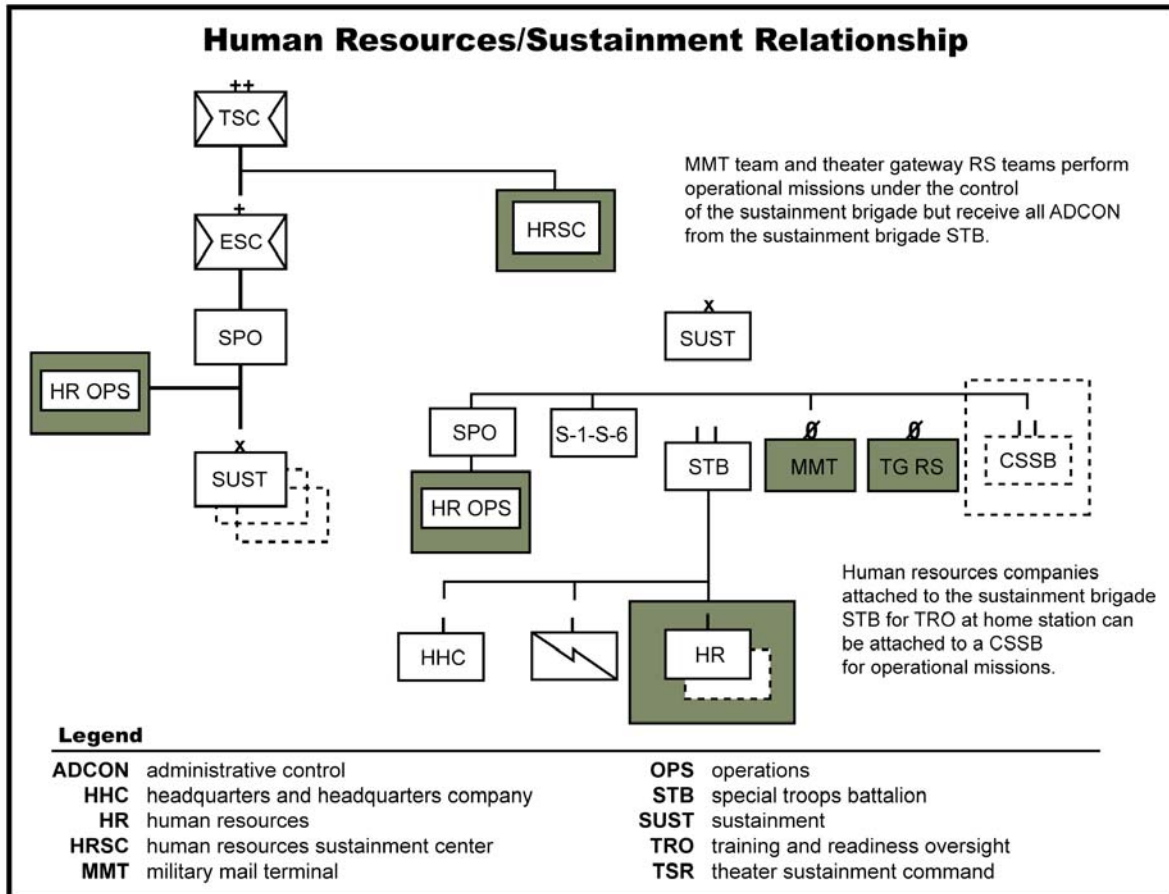 Human Resources/Sustainment Relationship
++
TSC
HRSC
MMT team and theater gateway RS teams perform
operational missions under the control
of the sustainment brigade but receive all ADCON
from the sustainment brigade STB.
+
ESC
SPO
HR OPS
x
SUST
x
SUST
SPO
S-1-S-6
STB
Ø
MMT
Ø
TG RS
CSSB
HR OPS
HHC
HR
Human resources companies
attached to the sustainment brigade
STB for TRO at home station can
be attached to a CSSB
for operational missions.
Legend
ADCON administrative control
HHC headquarters and headquarters company
HR human resources
HRSC human resources sustainment center
MMT military mail terminal
OPS operations
STB special troops battalion
SUST sustainment
TRO training and readiness oversight
TSR theater sustainment command